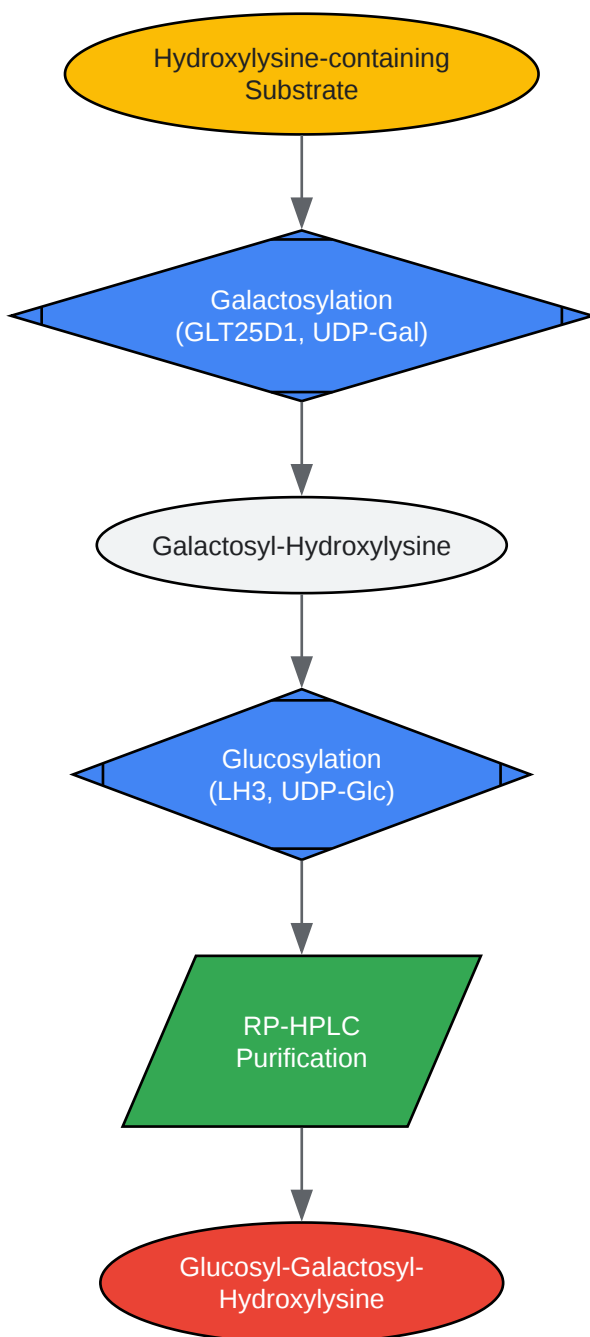 Hydroxylysine-containing
Substrate
Galactosylation
(GLT25D1, UDP-Gal)
Galactosyl-Hydroxylysine
Glucosylation
(LH3, UDP-Glc)
RP-HPLC
Purification
Glucosyl-Galactosyl-
Hydroxylysine